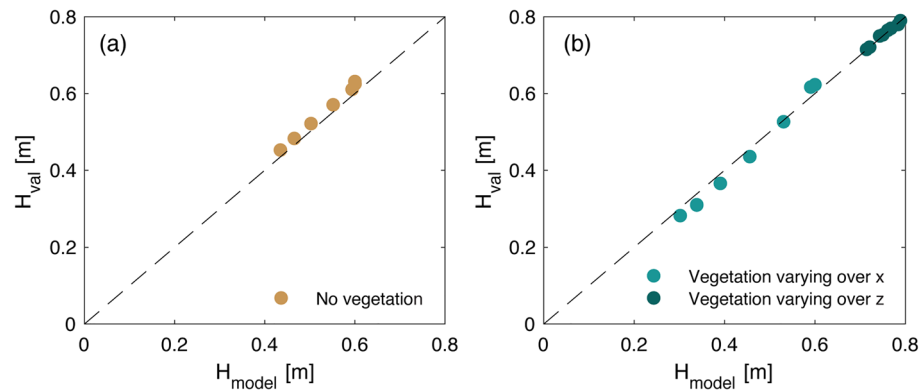 (a)
H_val [m]
0.8
0.6
0.4
0.2
0
0
0.2
0.4
0.6
0.8
H_model [m]
No vegetation
(b)
H_val [m]
0.8
0.6
0.4
0.2
0
0
0.2
0.4
0.6
0.8
H_model [m]
Vegetation varying over x
Vegetation varying over z